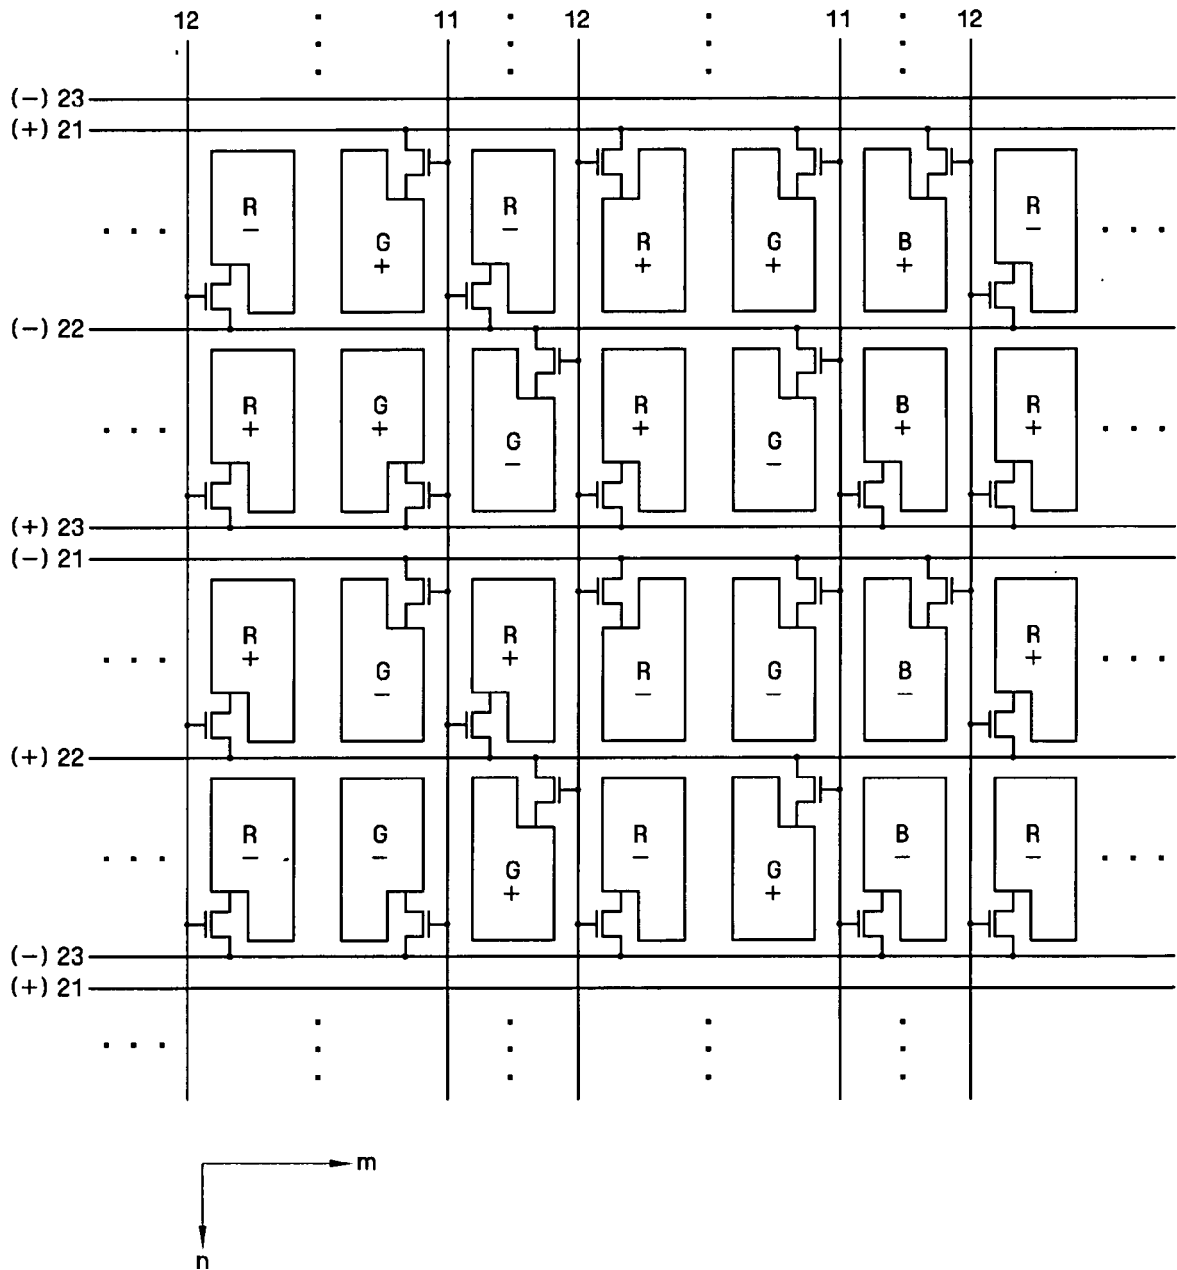 12 11 12 11 12
(−) 23
(+) 21
R − G + R − R + G + B + R −
(−) 22
R + G + G − R + G − B + R +
(+) 23
(−) 21
R + G − R + R − G − B − R +
(+) 22
R − G − G + R − G + B − R −
(−) 23
(+) 21
m
n